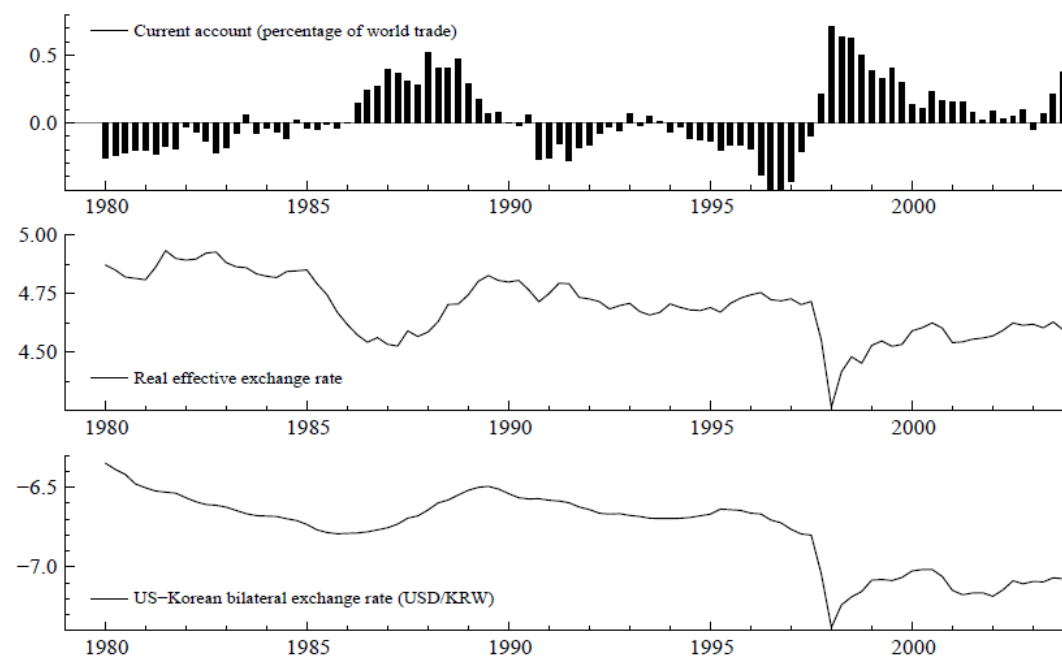 Current account (percentage of world trade)
0.5
0.0
1980 1985 1990 1995 2000
5.00
4.75
4.50
Real effective exchange rate
1980 1985 1990 1995 2000
−6.5
−7.0
US−Korean bilateral exchange rate (USD/KRW)
1980 1985 1990 1995 2000